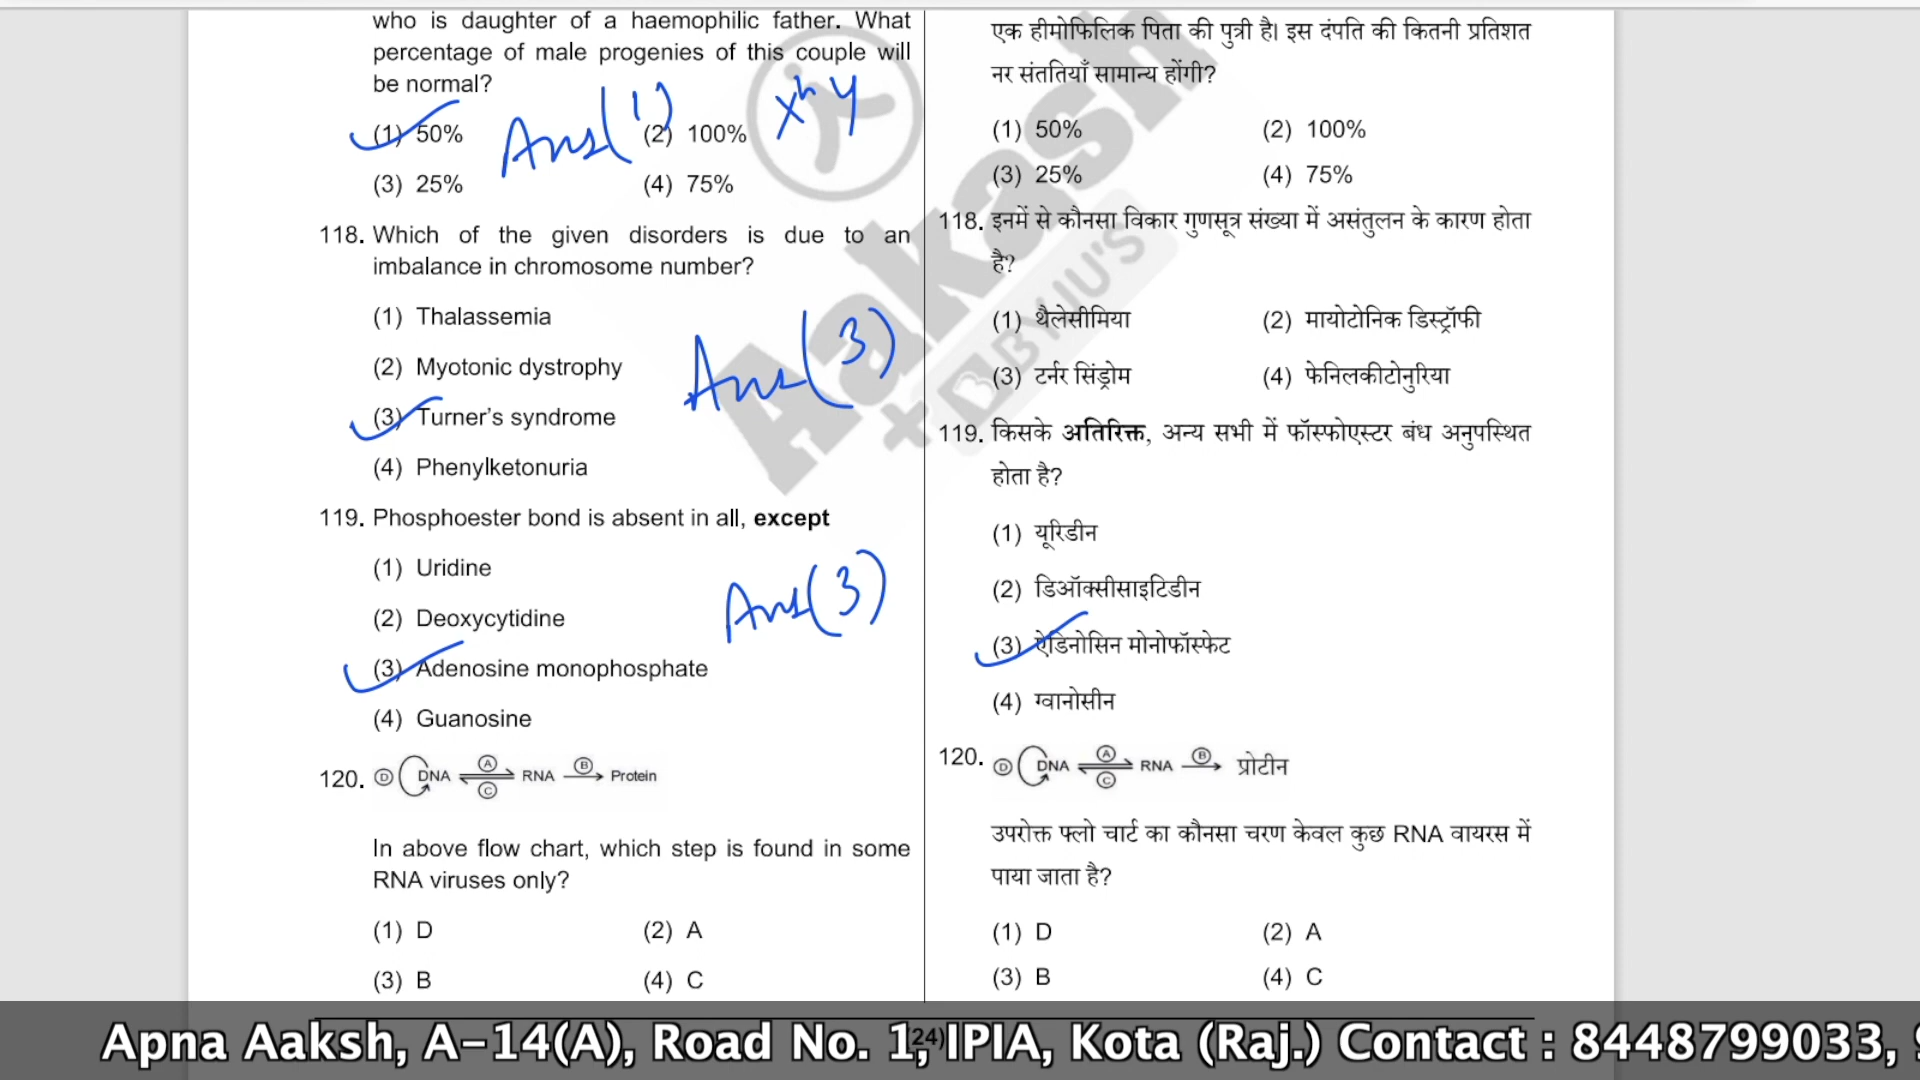 who is daughter of a haemophilic father. What
percentage of male progenies of this couple will
be normal?
(1) 50%
(2) 100%
(3) 25%
(4) 75%
Ans(1)
Xʰ Y
118. Which of the given disorders is due to an
imbalance in chromosome number?
(1) Thalassemia
(2) Myotonic dystrophy
(3) Turner's syndrome
(4) Phenylketonuria
Ans(3)
119. Phosphoester bond is absent in all, except
(1) Uridine
(2) Deoxycytidine
(3) Adenosine monophosphate
(4) Guanosine
Ans(3)
120. D DNA A C RNA B Protein
In above flow chart, which step is found in some
RNA viruses only?
(1) D
(2) A
(3) B
(4) C
एक हीमोफिलिक पिता की पुत्री है। इस दंपति की कितनी प्रतिशत
नर संततियाँ सामान्य होंगी?
(1) 50%
(2) 100%
(3) 25%
(4) 75%
118. इनमें से कौनसा विकार गुणसूत्र संख्या में असंतुलन के कारण होता
है?
(1) थैलेसीमिया
(2) मायोटोनिक डिस्ट्रॉफी
(3) टर्नर सिंड्रोम
(4) फेनिलकीटोनुरिया
119. किसके अतिरिक्त, अन्य सभी में फॉस्फोएस्टर बंध अनुपस्थित
होता है?
(1) यूरिडीन
(2) डिऑक्सीसाइटिडीन
(3) ऐडिनोसिन मोनोफॉस्फेट
(4) ग्वानोसीन
120. D DNA A C RNA B प्रोटीन
उपरोक्त फ्लो चार्ट का कौनसा चरण केवल कुछ RNA वायरस में
पाया जाता है?
(1) D
(2) A
(3) B
(4) C
Aakash
BYJU'S
(24)
Apna Aaksh, A-14(A), Road No. 1, IPIA, Kota (Raj.) Contact : 8448799033,